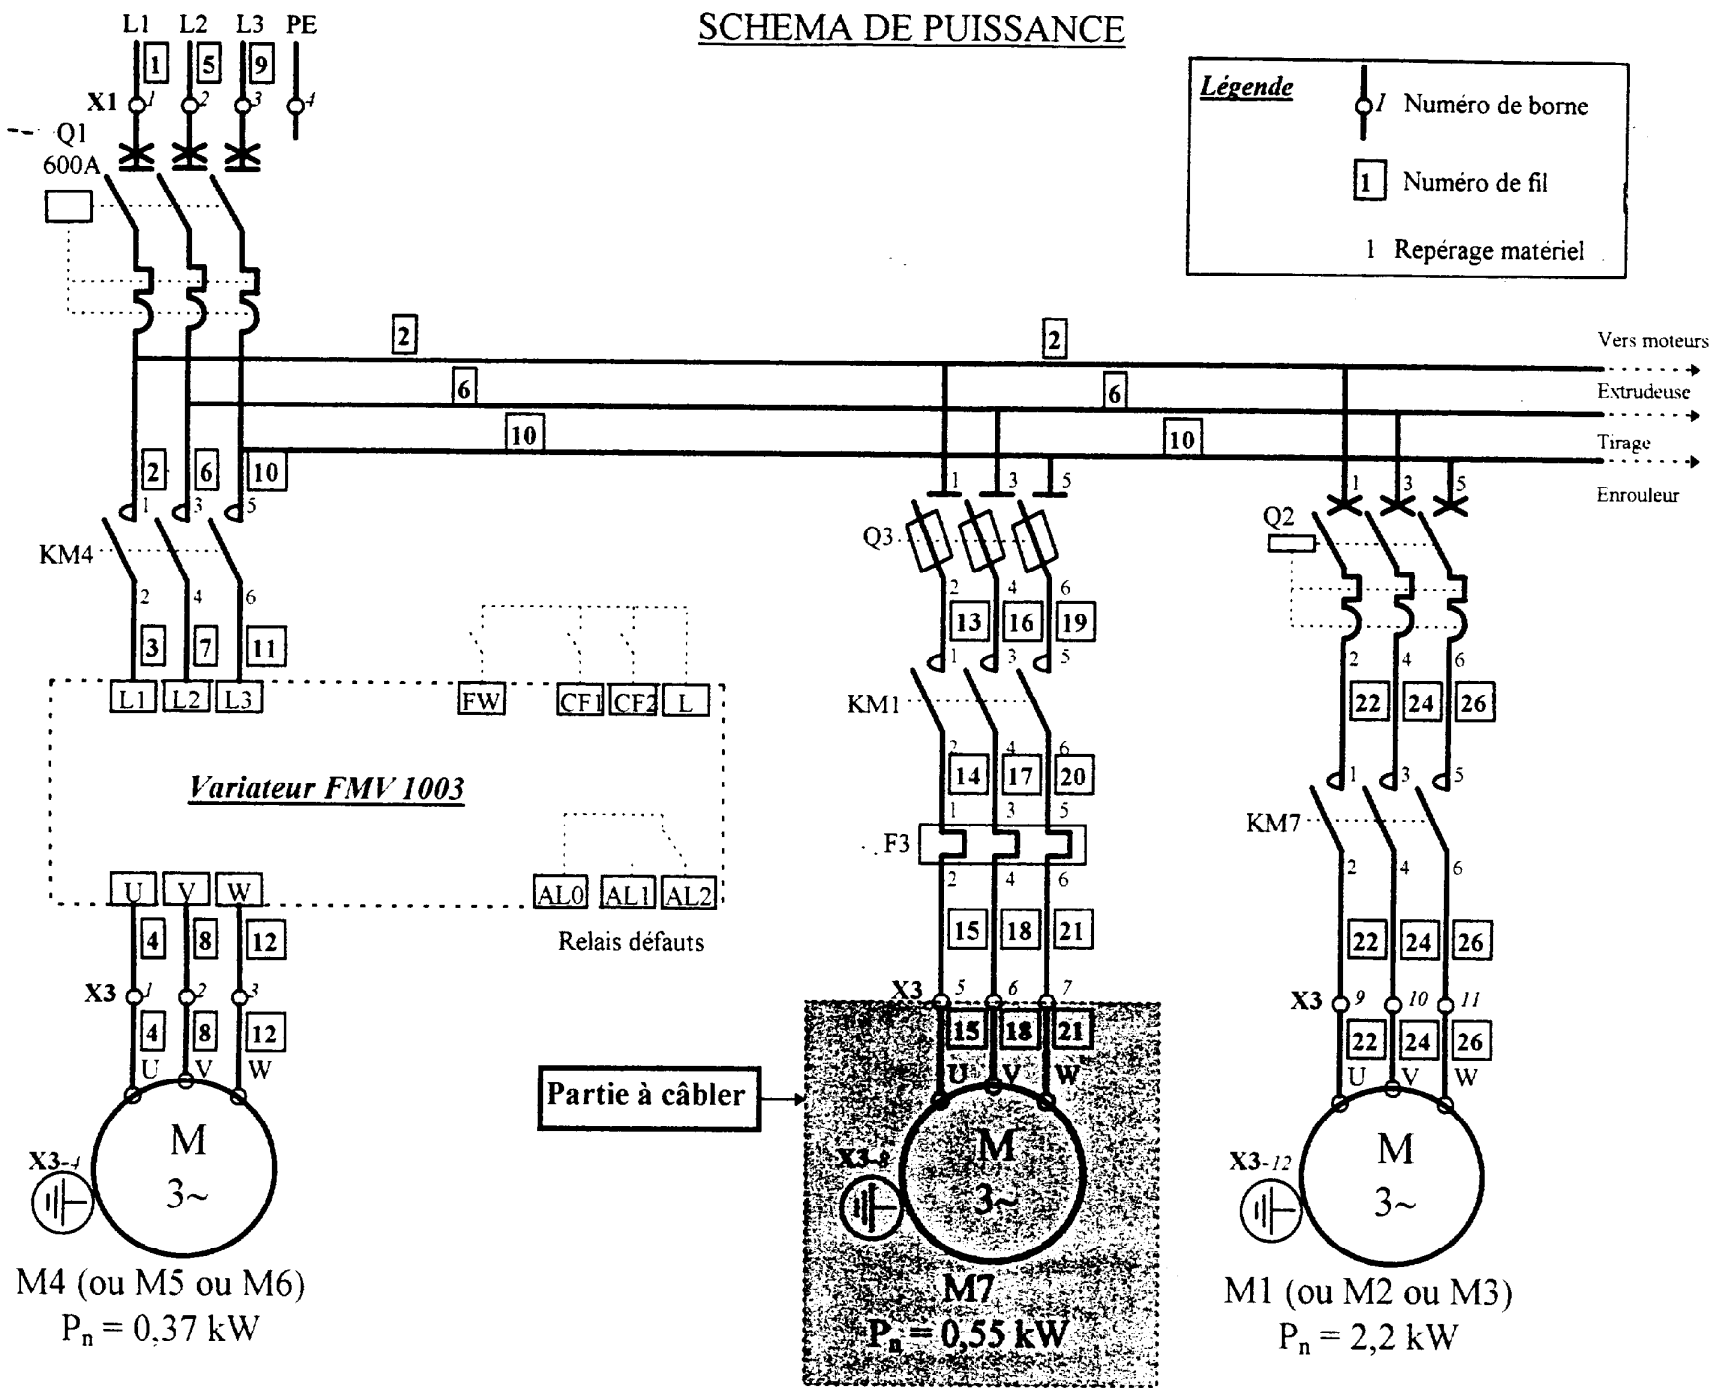 SCHEMA DE PUISSANCE
L1 L2 L3 PE
1 5 9
X1 1 2 3 4
Q1
600A
Légende
1 Numéro de borne
1 Numéro de fil
1 Repérage matériel
2 2
Vers moteurs
6 6
Extrudeuse
10 10
Tirage
Enrouleur
2 6 10
1 3 5
KM4
2 4 6
3 7 11
L1 L2 L3
FW CF1 CF2 L
Variateur FMV 1003
U V W
AL0 AL1 AL2
Relais défauts
4 8 12
X3 1 2 3
4 8 12
U V W
M
3~
X3-4
M4 (ou M5 ou M6)
Pn = 0,37 kW
1 3 5
Q3
2 4 6
13 16 19
1 3 5
KM1
2 4 6
14 17 20
1 3 5
F3
2 4 6
15 18 21
X3 5 6 7
15 18 21
U V W
Partie à câbler
M
3~
X3-8
M7
Pn = 0,55 kW
1 3 5
Q2
2 4 6
22 24 26
1 3 5
KM7
2 4 6
22 24 26
X3 9 10 11
22 24 26
U V W
M
3~
X3-12
M1 (ou M2 ou M3)
Pn = 2,2 kW